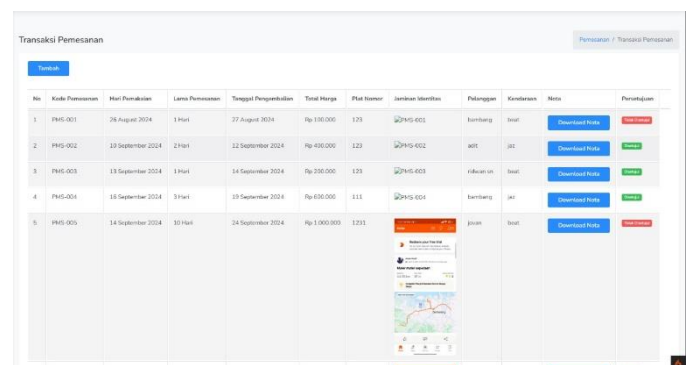 Transaksi Pemesanan
Pemesanan / Transaksi Pemesanan
Tambah
No Kode Pemesanan Hari Pemakaian Lama Pemesanan Tanggal Pengembalian Total Harga Plat Nomor Jaminan Identitas Pelanggan Kendaraan Nota Persetujuan
1 PMS-001 26 August 2024 1 Hari 27 August 2024 Rp 100.000 123 PMS-001 bambang beat Download Nota
2 PMS-002 10 September 2024 2 Hari 12 September 2024 Rp 400.000 123 PMS-002 adit jaz Download Nota
3 PMS-003 13 September 2024 1 Hari 14 September 2024 Rp 200.000 123 PMS-003 ridwan sn beat Download Nota
4 PMS-004 16 September 2024 3 Hari 19 September 2024 Rp 600.000 111 PMS-004 bambang jaz Download Nota
5 PMS-005 14 September 2024 10 Hari 24 September 2024 Rp 1.000.000 1231 beat Download Nota